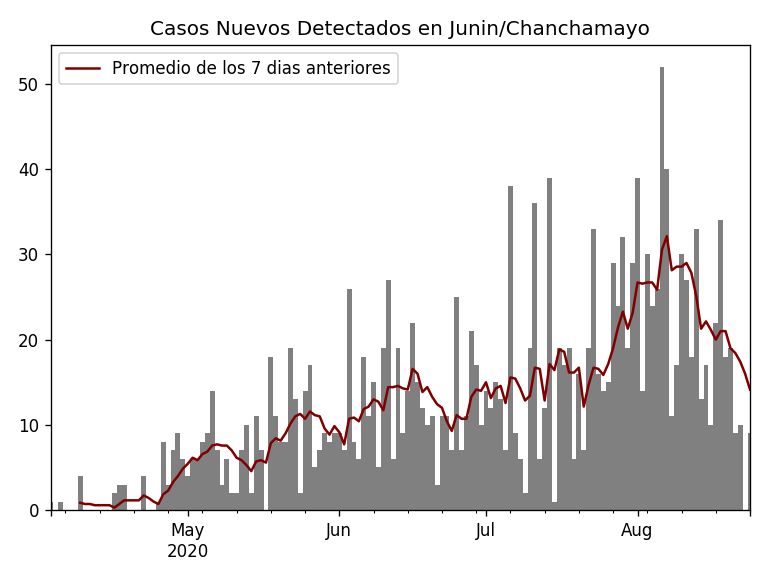 Casos Nuevos Detectados en Junin/Chanchamayo
Promedio de los 7 dias anteriores
50
40
30
20
10
0
May
2020
Jun
Jul
Aug